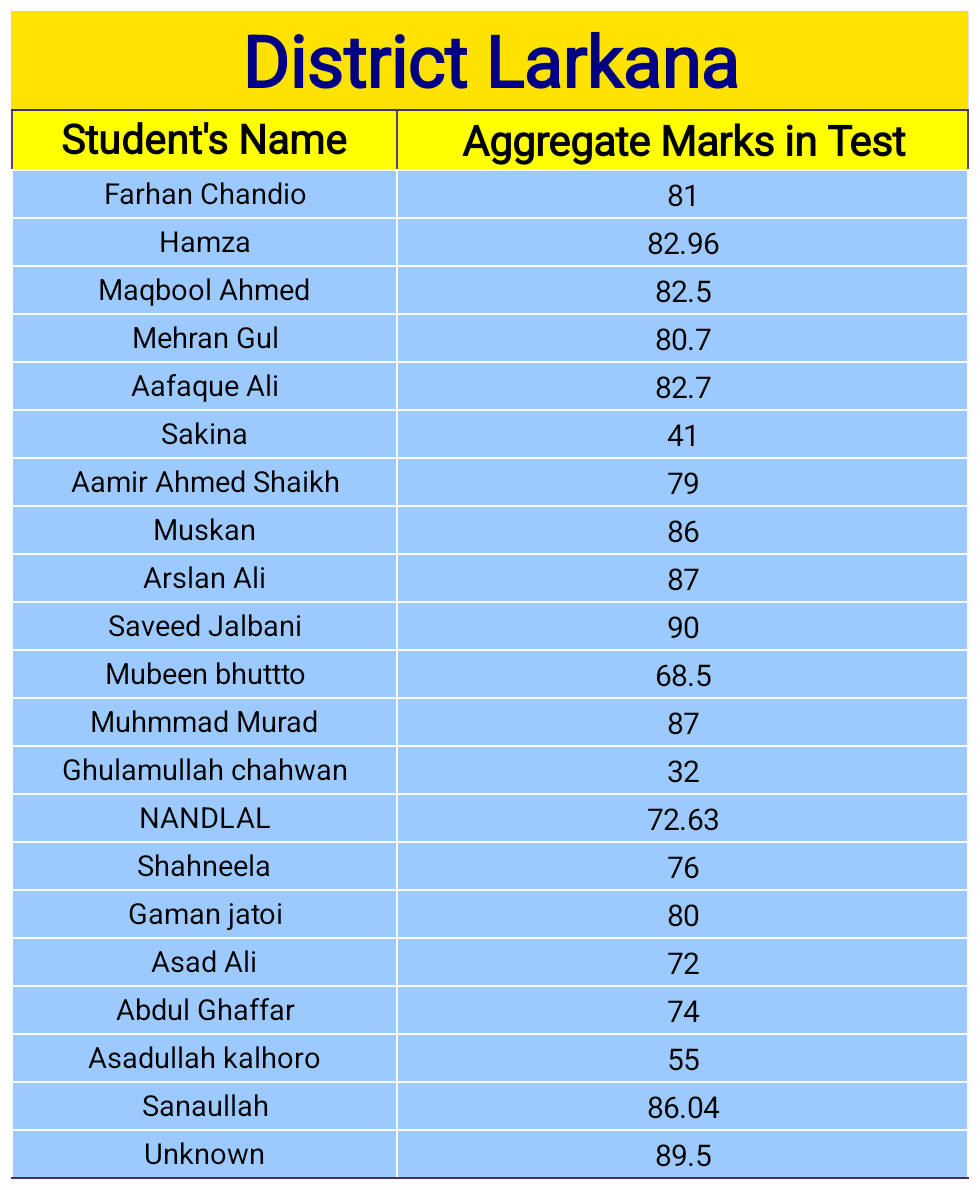 District Larkana
Student's Name Aggregate Marks in Test
Farhan Chandio 81
Hamza 82.96
Maqbool Ahmed 82.5
Mehran Gul 80.7
Aafaque Ali 82.7
Sakina 41
Aamir Ahmed Shaikh 79
Muskan 86
Arslan Ali 87
Saveed Jalbani 90
Mubeen bhuttto 68.5
Muhmmad Murad 87
Ghulamullah chahwan 32
NANDLAL 72.63
Shahneela 76
Gaman jatoi 80
Asad Ali 72
Abdul Ghaffar 74
Asadullah kalhoro 55
Sanaullah 86.04
Unknown 89.5